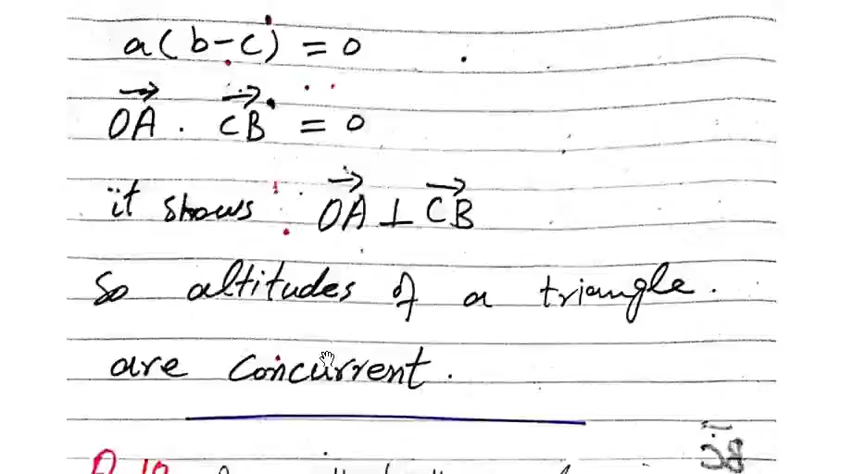 a(b-c) = 0
OA⃗ . CB⃗ = 0
it shows OA⃗ ⊥ CB⃗
So altitudes of a triangle.
are concurrent.